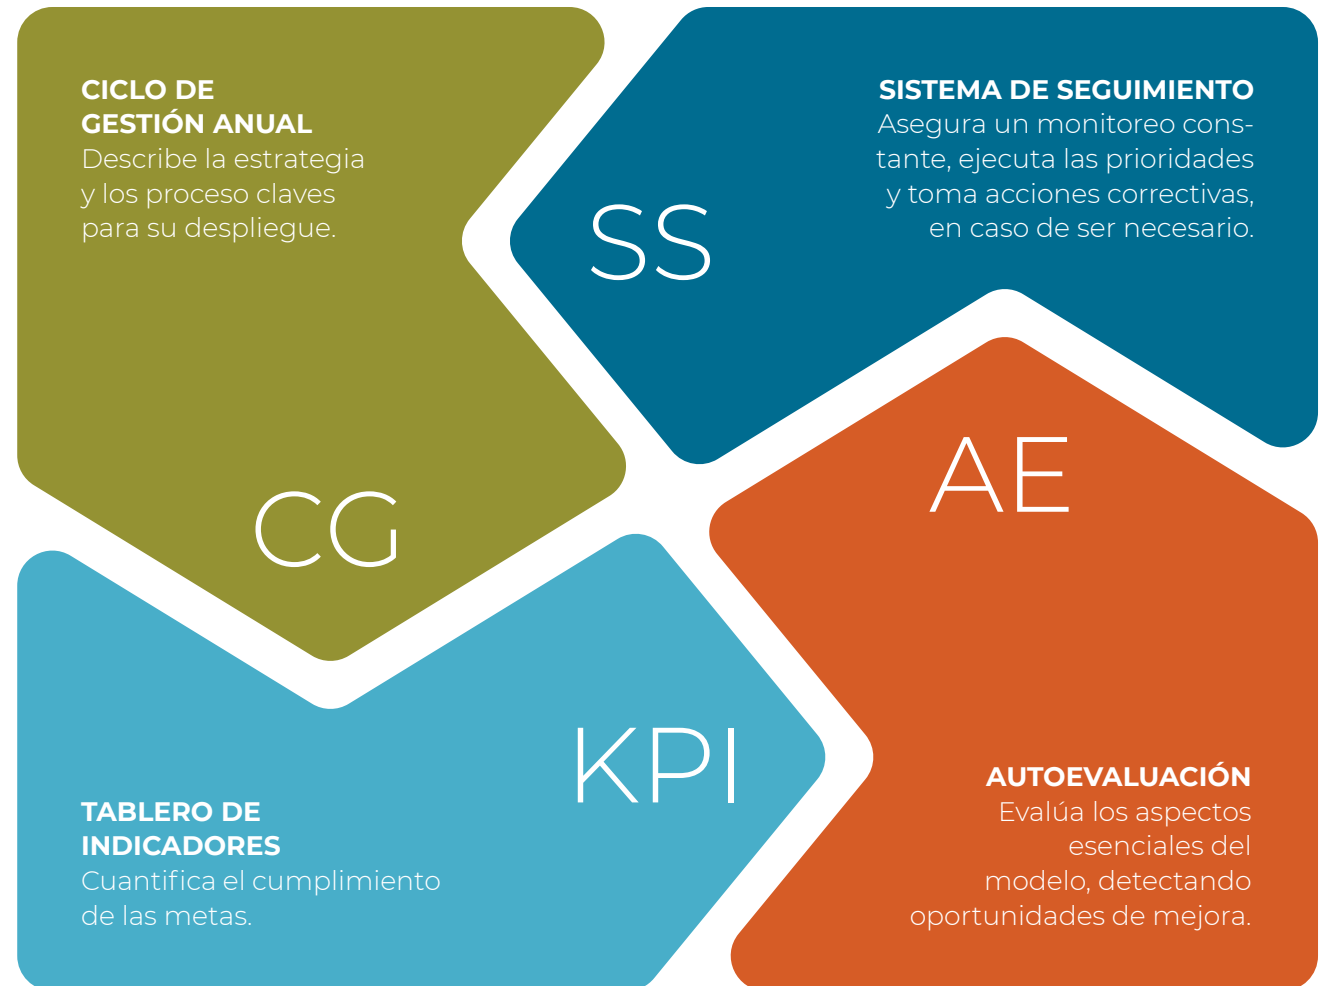 CICLO DE
GESTIÓN ANUAL
Describe la estrategia
y los proceso claves
para su despliegue.
CG
SISTEMA DE SEGUIMIENTO
Asegura un monitoreo cons-
tante, ejecuta las prioridades
y toma acciones correctivas,
en caso de ser necesario.
SS
TABLERO DE
INDICADORES
Cuantifica el cumplimiento
de las metas.
KPI
AE
AUTOEVALUACIÓN
Evalúa los aspectos
esenciales del
modelo, detectando
oportunidades de mejora.